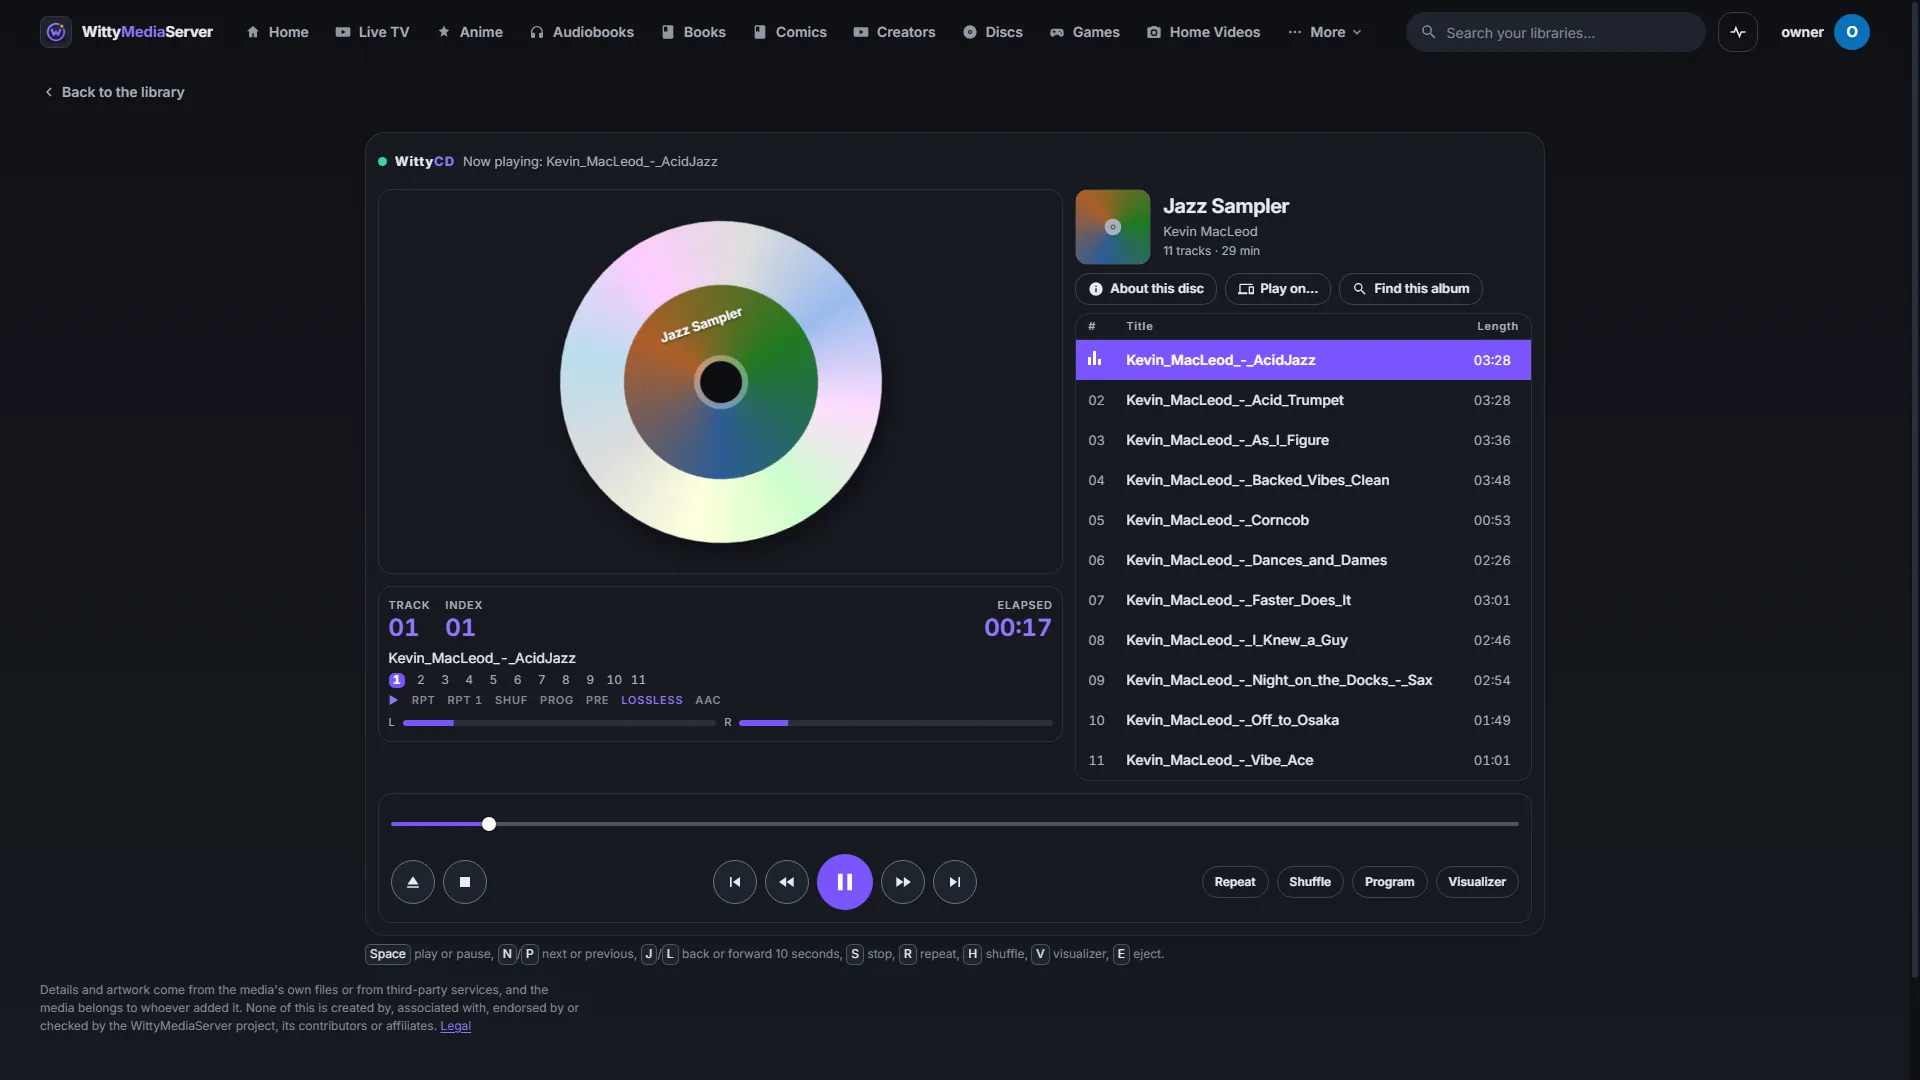 WittyMediaServer Home Live TV Anime Audiobooks Books Comics Creators Discs Games Home Videos More Search your libraries... owner O
Back to the library
WittyCD Now playing: Kevin_MacLeod_-_AcidJazz
Jazz Sampler
Jazz Sampler
Kevin MacLeod
11 tracks · 29 min
About this disc Play on... Find this album
# Title Length
Kevin_MacLeod_-_AcidJazz 03:28
02 Kevin_MacLeod_-_Acid_Trumpet 03:28
03 Kevin_MacLeod_-_As_I_Figure 03:36
04 Kevin_MacLeod_-_Backed_Vibes_Clean 03:48
05 Kevin_MacLeod_-_Corncob 00:53
06 Kevin_MacLeod_-_Dances_and_Dames 02:26
07 Kevin_MacLeod_-_Faster_Does_It 03:01
08 Kevin_MacLeod_-_I_Knew_a_Guy 02:46
09 Kevin_MacLeod_-_Night_on_the_Docks_-_Sax 02:54
10 Kevin_MacLeod_-_Off_to_Osaka 01:49
11 Kevin_MacLeod_-_Vibe_Ace 01:01
TRACK INDEX ELAPSED
01 01 00:17
Kevin_MacLeod_-_AcidJazz
1 2 3 4 5 6 7 8 9 10 11
RPT RPT 1 SHUF PROG PRE LOSSLESS AAC
L R
Repeat Shuffle Program Visualizer
Space play or pause, N/P next or previous, J/L back or forward 10 seconds, S stop, R repeat, H shuffle, V visualizer, E eject.
Details and artwork come from the media's own files or from third-party services, and the
media belongs to whoever added it. None of this is created by, associated with, endorsed by or
checked by the WittyMediaServer project, its contributors or affiliates. Legal